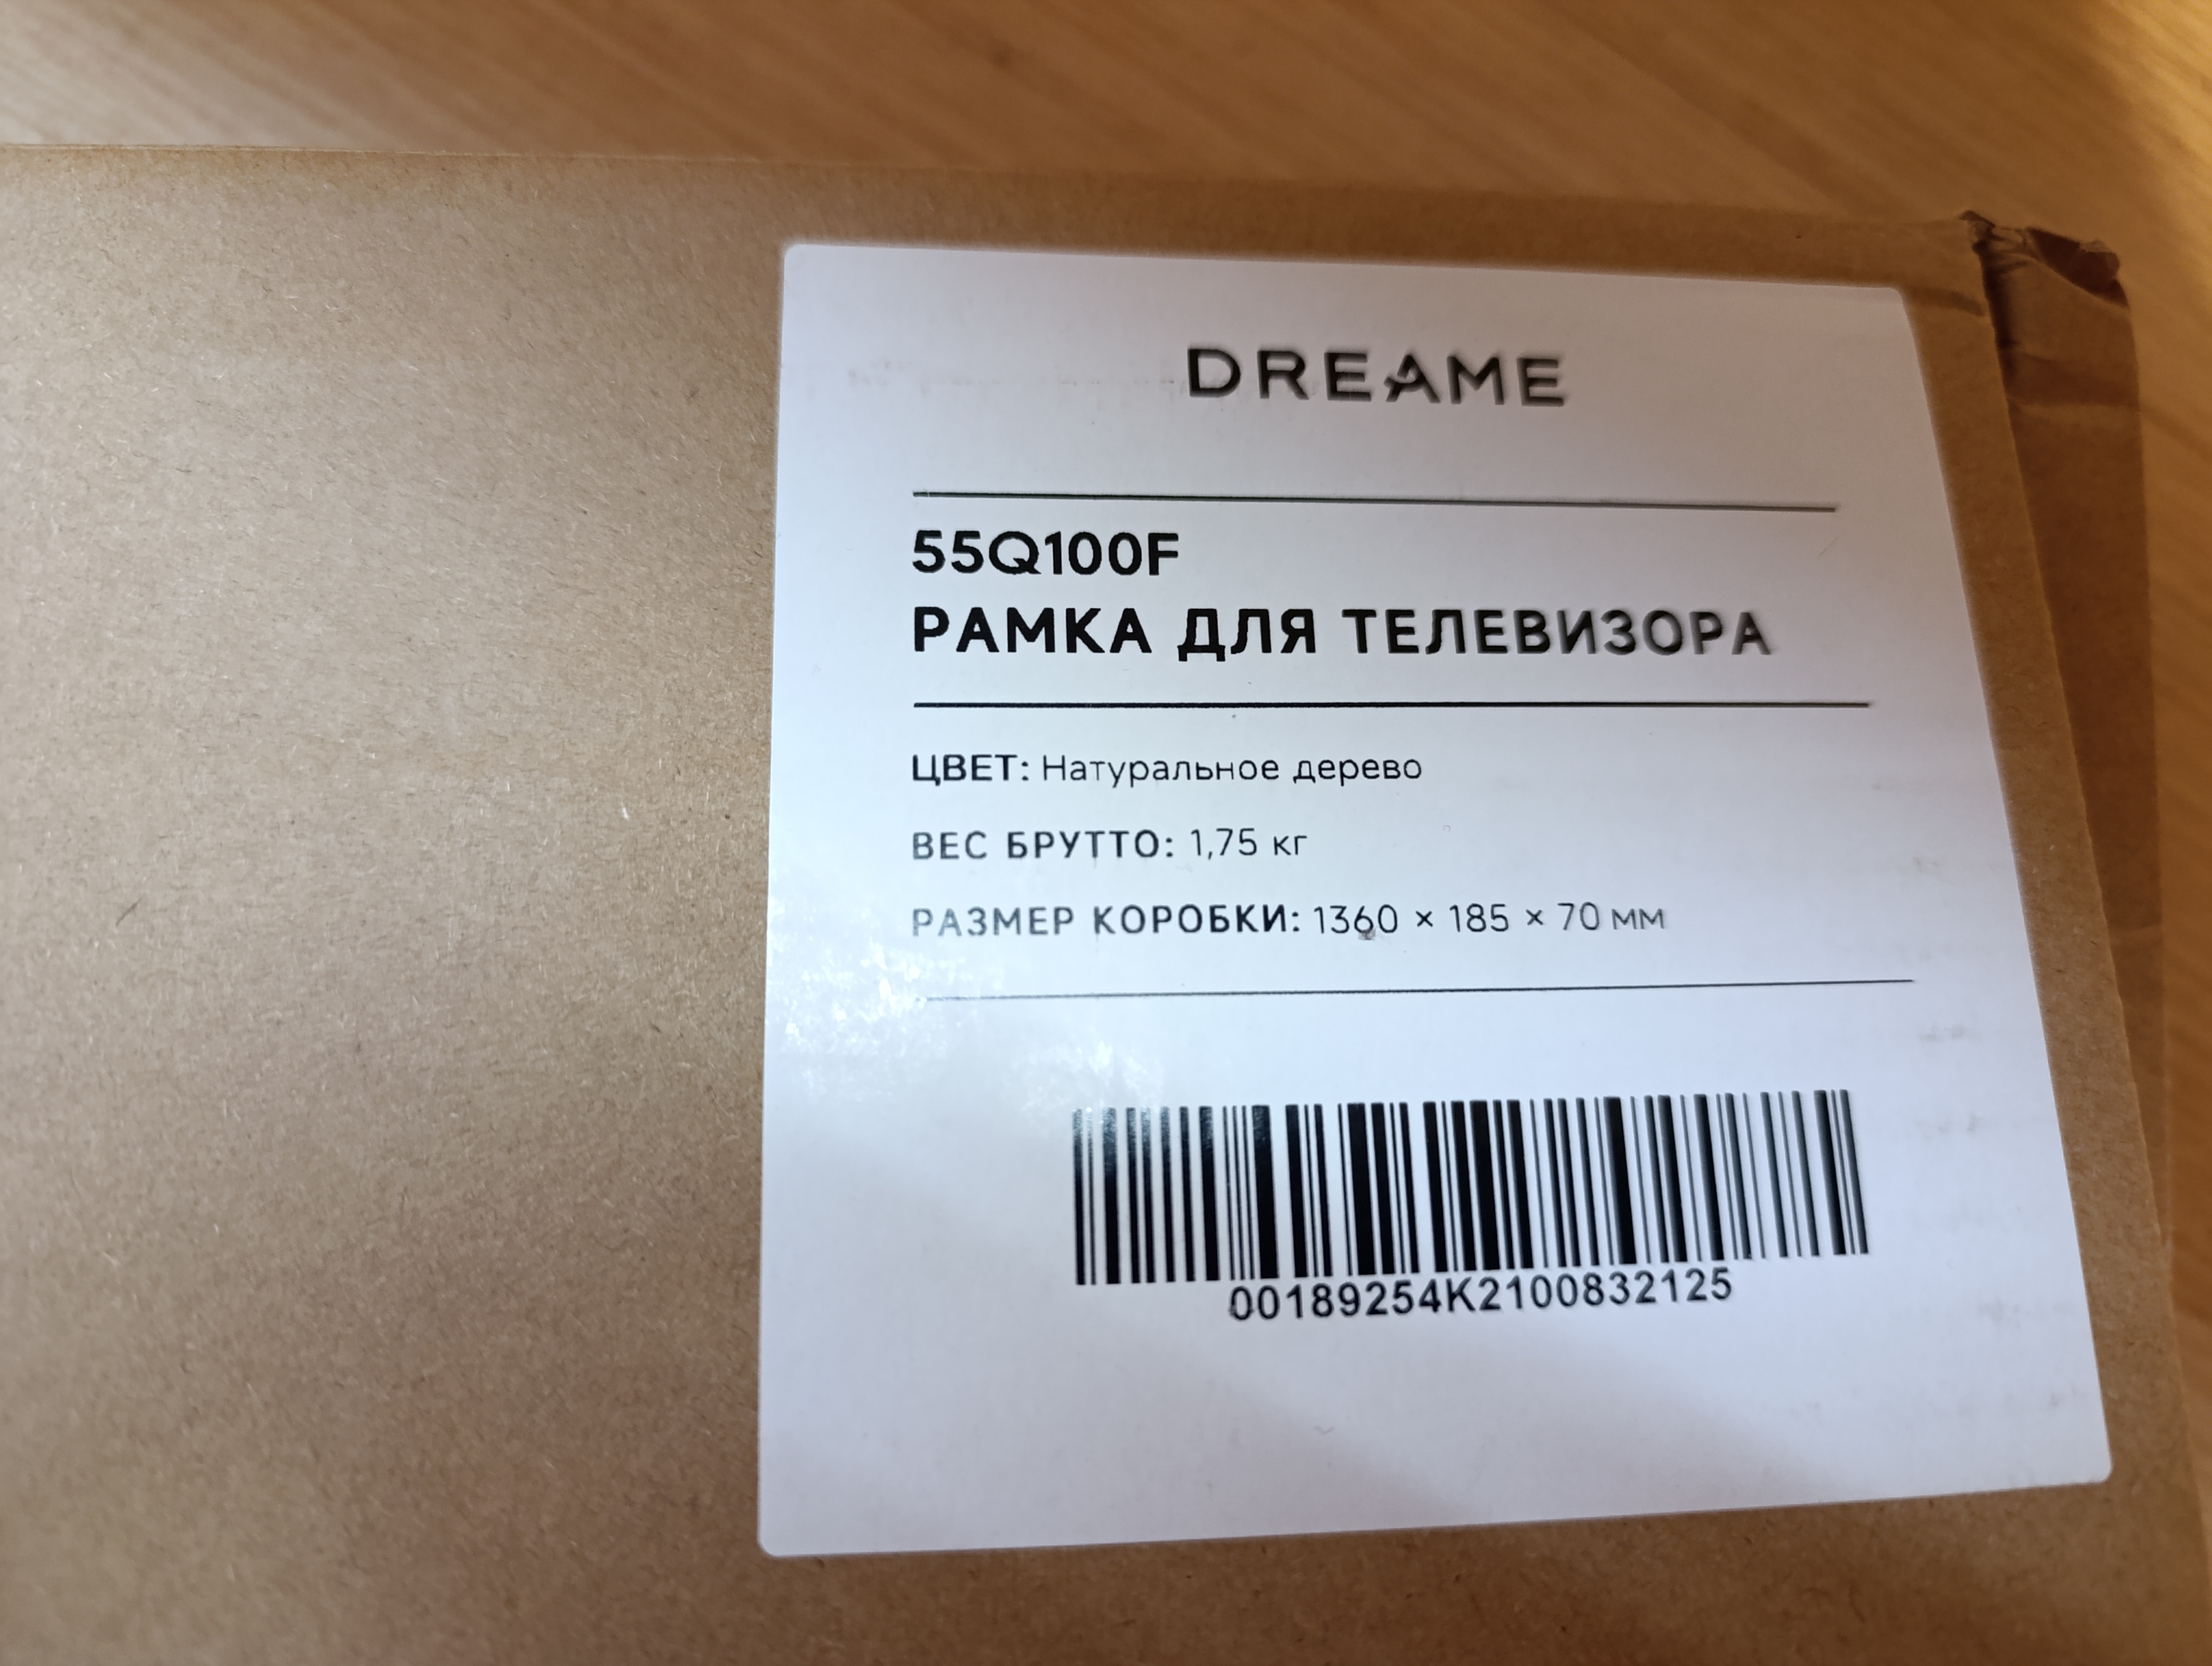 DREAME
55Q100F
РАМКА ДЛЯ ТЕЛЕВИЗОРА
ЦВЕТ: Натуральное дерево
ВЕС БРУТТО: 1,75 кг
РАЗМЕР КОРОБКИ: 1360 × 185 × 70 мм
00189254K2100832125